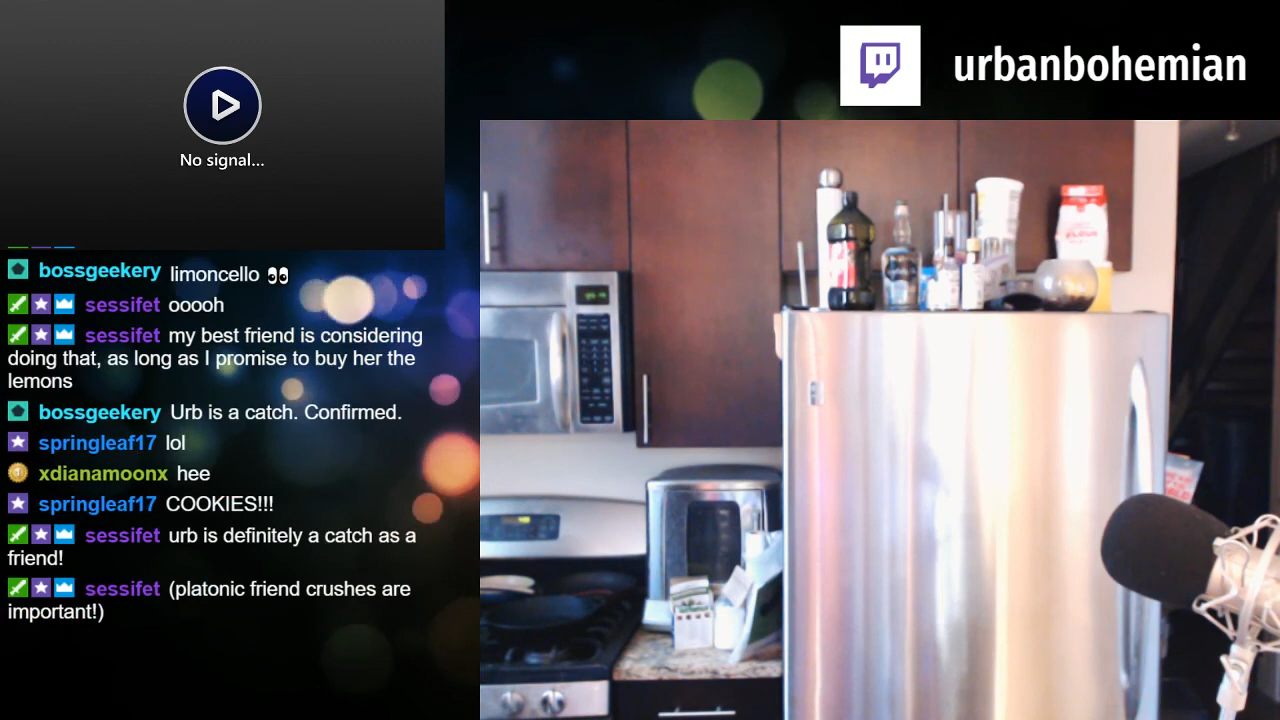 urbanbohemian
No signal...
bossgeekery limoncello 👀
sessifet ooooh
sessifet my best friend is considering
doing that, as long as I promise to buy her the
lemons
bossgeekery Urb is a catch. Confirmed.
springleaf17 lol
xdianamoonx hee
springleaf17 COOKIES!!!
sessifet urb is definitely a catch as a
friend!
sessifet (platonic friend crushes are
important!)